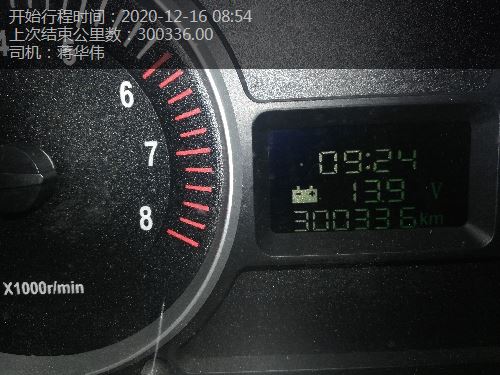 开始行程时间：2020-12-16 08:54
上次结束公里数：300336.00
司机：蒋华伟
6
7
8
X1000r/min
09:24
13.9 V
300336km